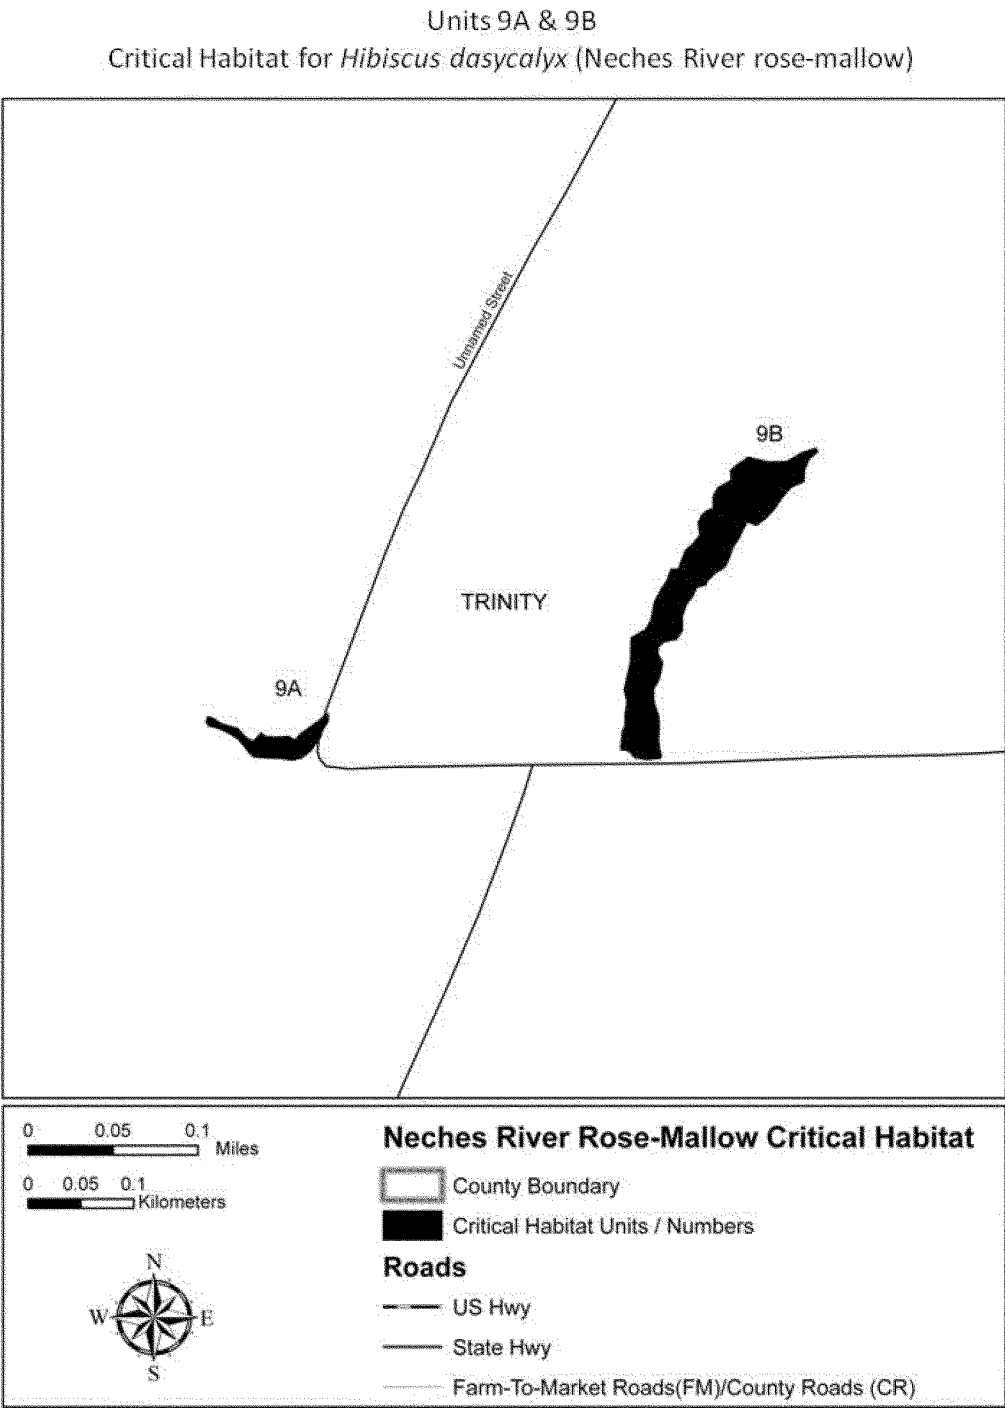 Units 9A & 9B
Critical Habitat for Hibiscus dasycalyx (Neches River rose-mallow)
Unnamed Street
9B
TRINITY
9A
0 0.05 0.1
Miles
0 0.05 0.1
Kilometers
N
W E
S
Neches River Rose-Mallow Critical Habitat
County Boundary
Critical Habitat Units / Numbers
Roads
US Hwy
State Hwy
Farm-To-Market Roads(FM)/County Roads (CR)